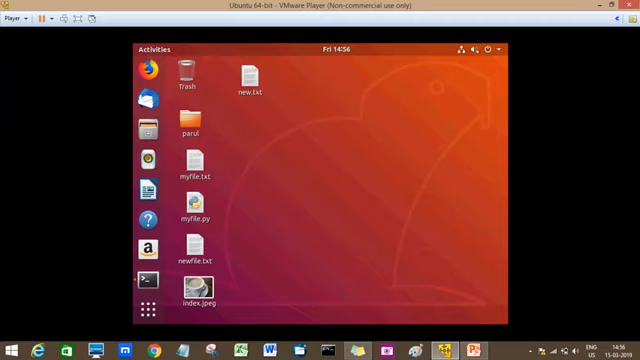 Ubuntu 64-bit - VMware Player (Non-commercial use only)
Player
Activities
Fri 14:56
Trash
new.txt
parul
myfile.txt
myfile.py
newfile.txt
index.jpeg
ENG
US
14:56
15-03-2019